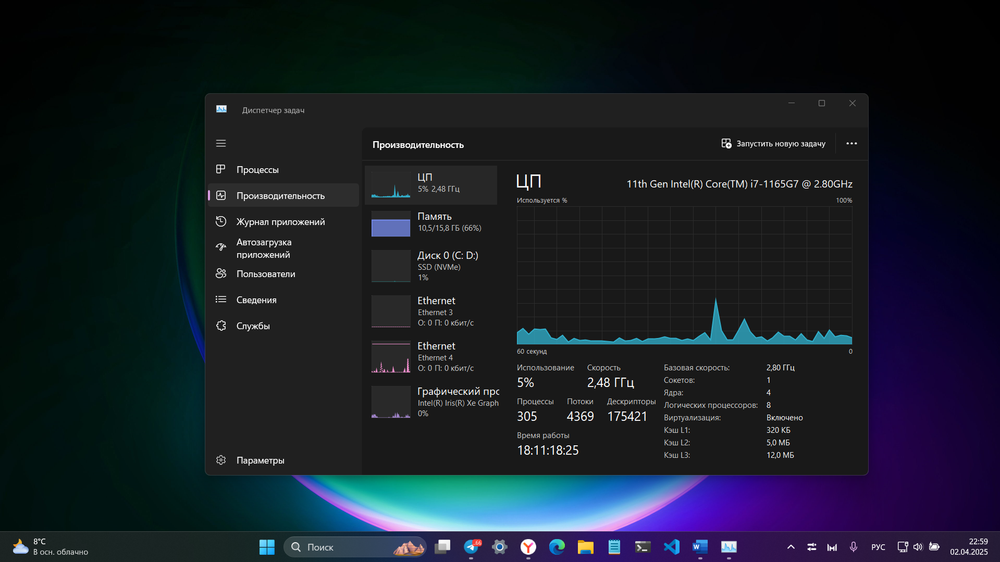 Диспетчер задач
Процессы
Производительность
Журнал приложений
Автозагрузка
приложений
Пользователи
Сведения
Службы
Параметры
Производительность
Запустить новую задачу
ЦП
5% 2,48 ГГц
Память
10,5/15,8 ГБ (66%)
Диск 0 (C: D:)
SSD (NVMe)
1%
Ethernet
Ethernet 3
О: 0 П: 0 кбит/с
Ethernet
Ethernet 4
О: 0 П: 0 кбит/с
Графический прс
Intel(R) Iris(R) Xe Graph
0%
ЦП
11th Gen Intel(R) Core(TM) i7-1165G7 @ 2.80GHz
Используется %
100%
60 секунд
0
Использование
5%
Скорость
2,48 ГГц
Процессы
305
Потоки
4369
Дескрипторы
175421
Время работы
18:11:18:25
Базовая скорость: 2,80 ГГц
Сокетов: 1
Ядра: 4
Логических процессоров: 8
Виртуализация: Включено
Кэш L1: 320 КБ
Кэш L2: 5,0 МБ
Кэш L3: 12,0 МБ
8°C
В осн. облачно
Поиск
.66
РУС
22:59
02.04.2025